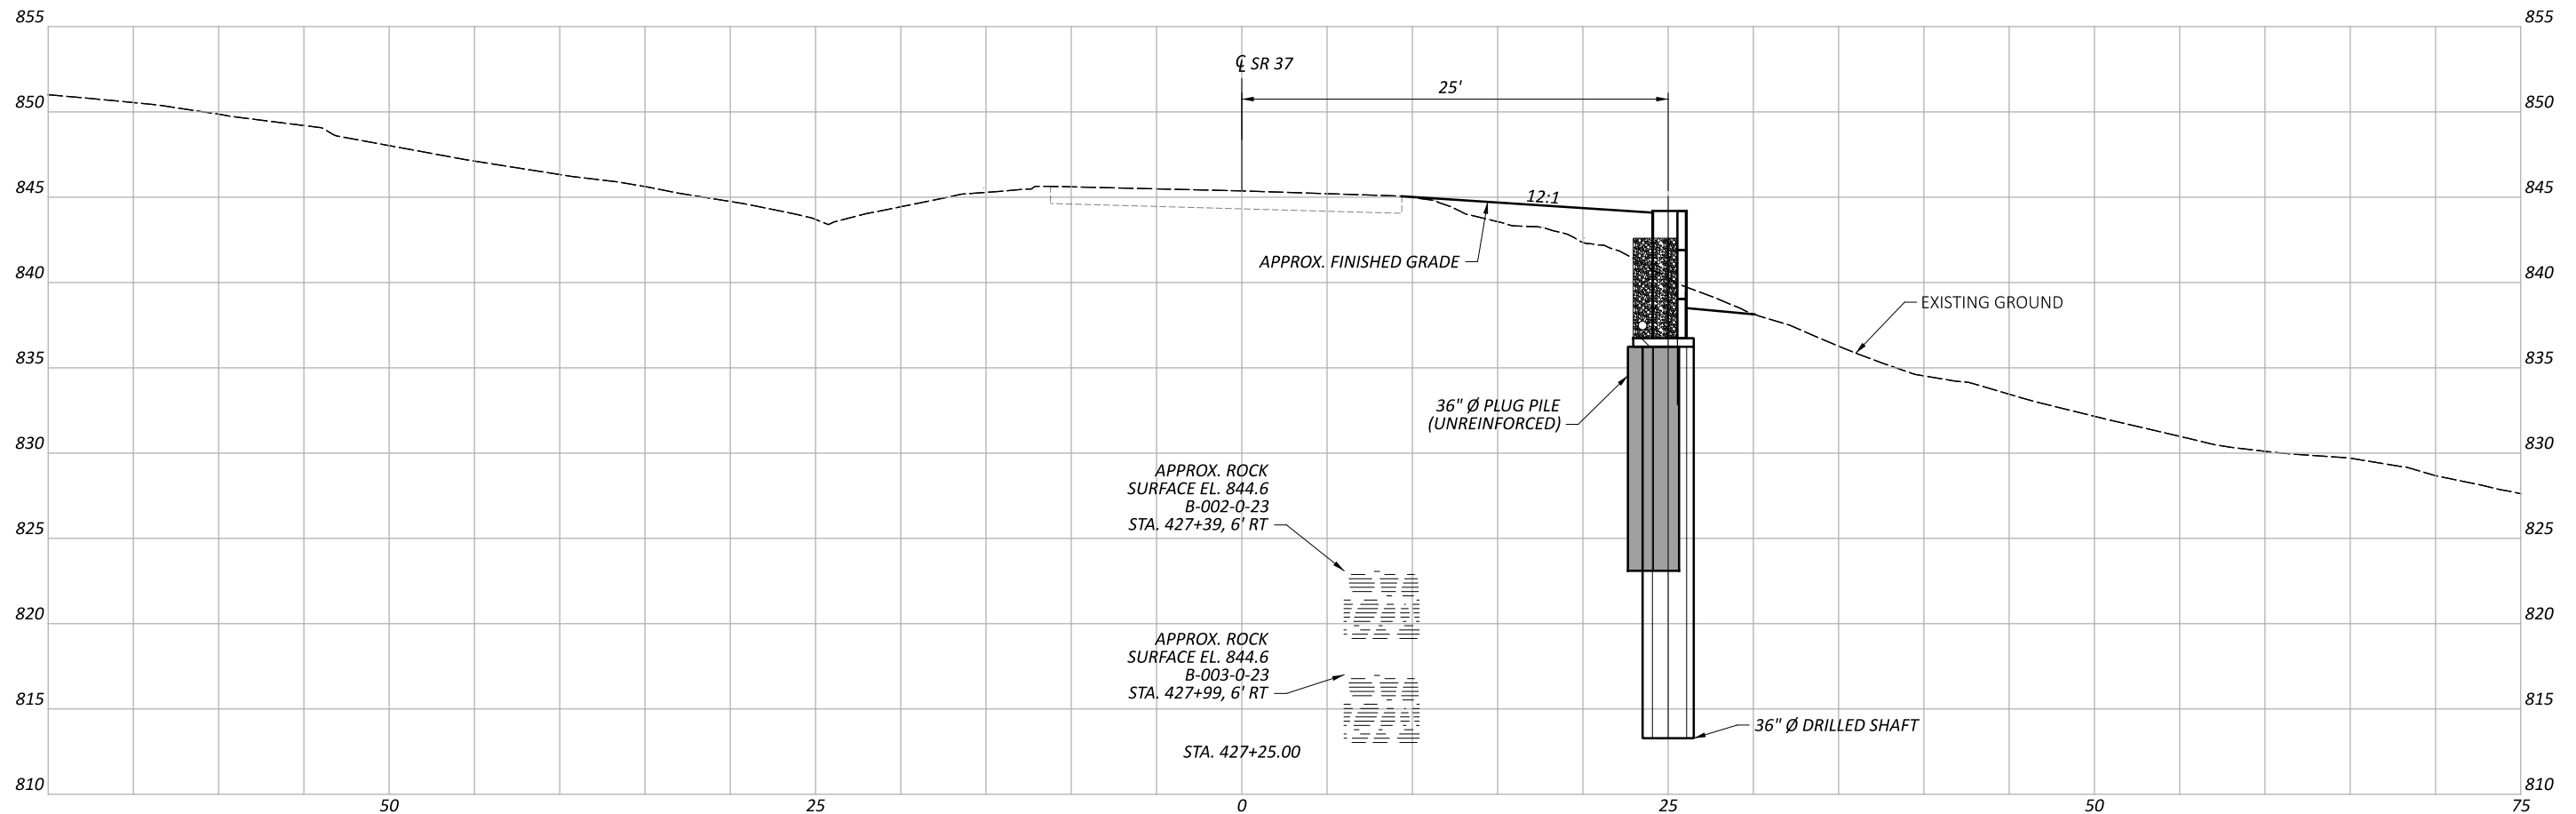 855
855
℄ SR 37
25'
850
850
845
845
12:1
APPROX. FINISHED GRADE
840
840
EXISTING GROUND
835
835
36" Ø PLUG PILE
(UNREINFORCED)
830
830
APPROX. ROCK
SURFACE EL. 844.6
B-002-0-23
STA. 427+39, 6' RT
825
825
820
820
APPROX. ROCK
SURFACE EL. 844.6
B-003-0-23
STA. 427+99, 6' RT
815
815
36" Ø DRILLED SHAFT
STA. 427+25.00
810
810
50
25
0
25
50
75